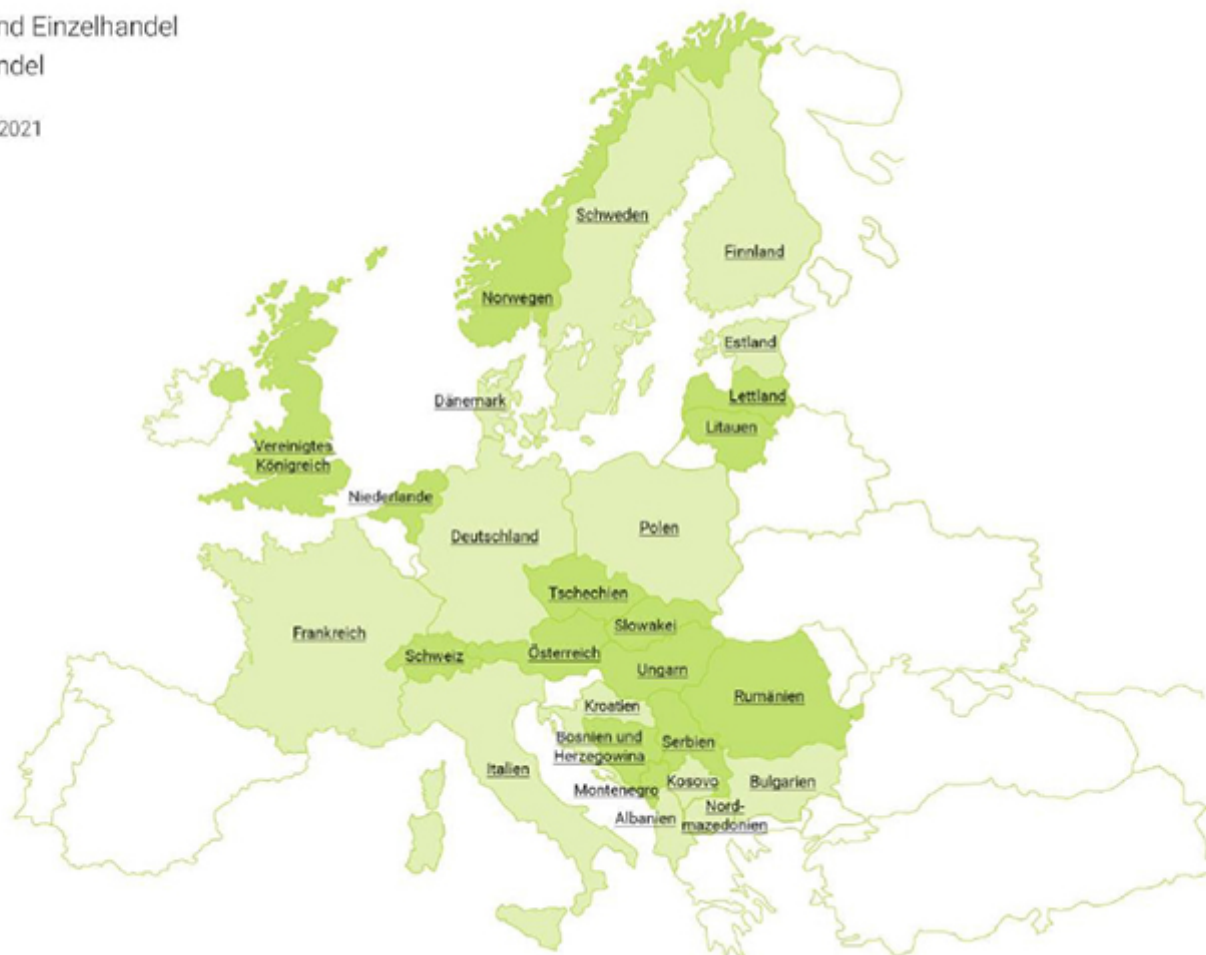 nd Einzelhandel
ndel
2021
Schweden
Finnland
Norwegen
Estland
Dänemark
Lettland
Litauen
Vereinigtes
Königreich
Niederlande
Deutschland
Polen
Tschechien
Slowakei
Frankreich
Schweiz
Österreich
Ungarn
Rumänien
Kroatien
Bosnien und
Herzegowina
Serbien
Italien
Kosovo
Bulgarien
Montenegro
Albanien
Nord-
mazedonien